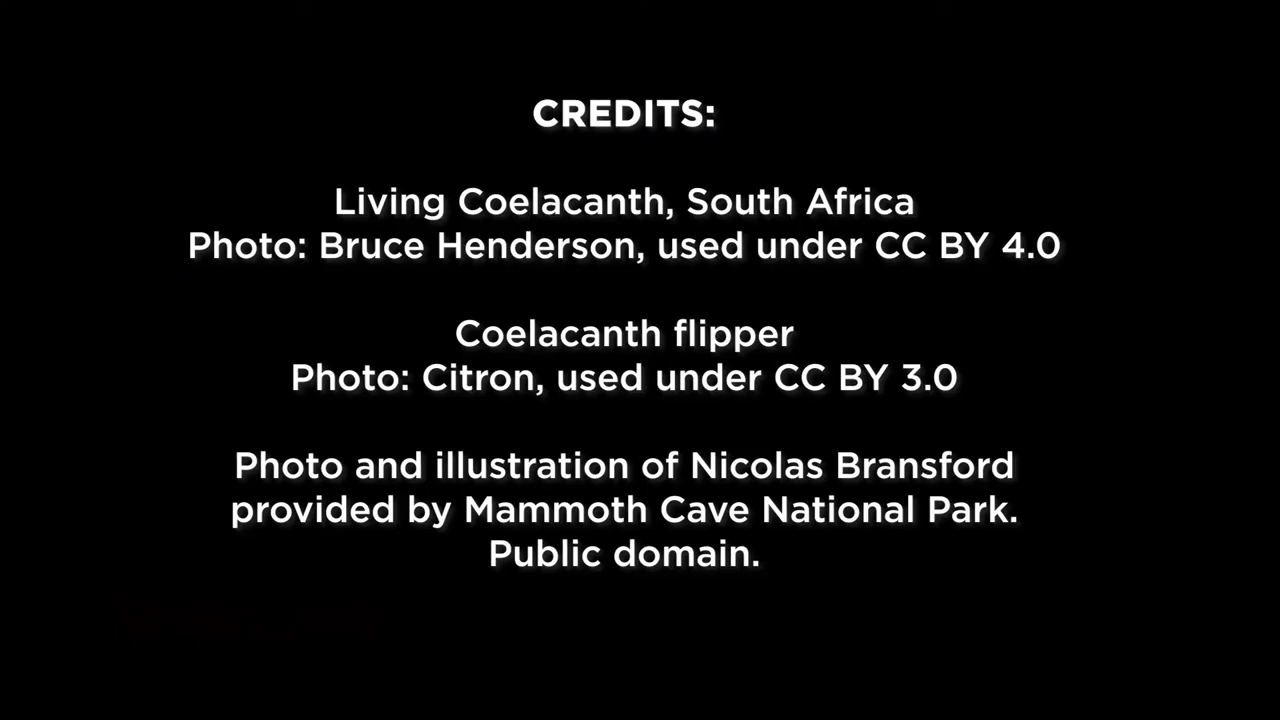 CREDITS:
Living Coelacanth, South Africa
Photo: Bruce Henderson, used under CC BY 4.0
Coelacanth flipper
Photo: Citron, used under CC BY 3.0
Photo and illustration of Nicolas Bransford
provided by Mammoth Cave National Park.
Public domain.